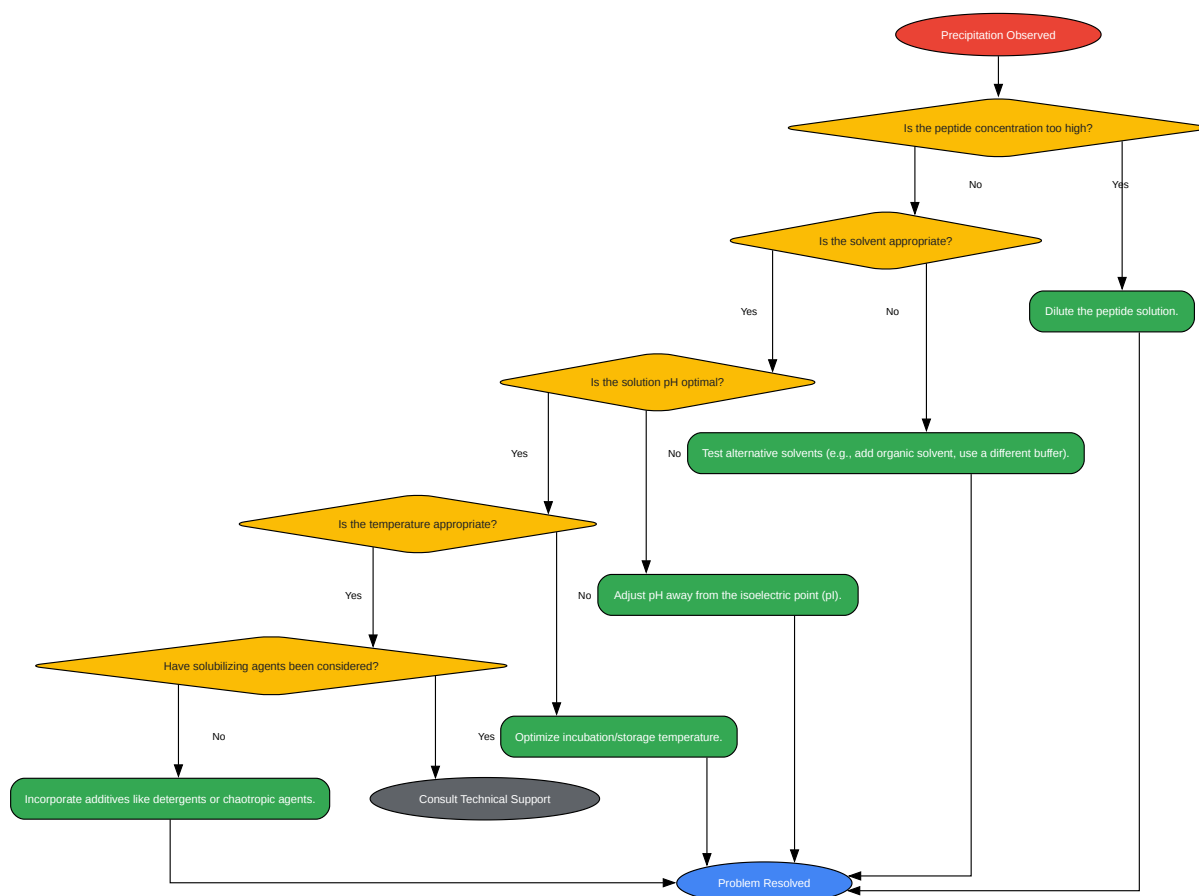 Precipitation Observed
Is the peptide concentration too high?
No
Yes
Is the solvent appropriate?
Yes
No
Dilute the peptide solution.
Is the solution pH optimal?
Yes
No
Test alternative solvents (e.g., add organic solvent, use a different buffer).
Is the temperature appropriate?
Yes
No
Adjust pH away from the isoelectric point (pI).
Have solubilizing agents been considered?
No
Yes
Optimize incubation/storage temperature.
Incorporate additives like detergents or chaotropic agents.
Consult Technical Support
Problem Resolved